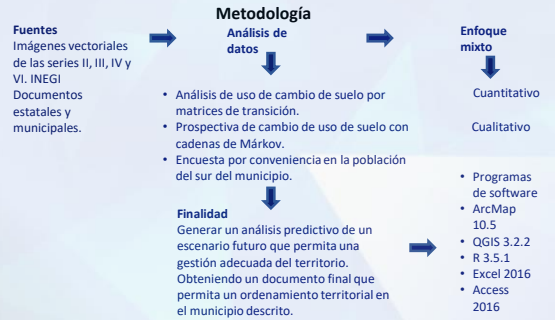 Metodología
Fuentes
Imágenes vectoriales
de las series II, III, IV y
VI. INEGI
Documentos
estatales y
municipales.
Análisis de
datos
• Análisis de uso de cambio de suelo por
matrices de transición.
• Prospectiva de cambio de uso de suelo con
cadenas de Márkov.
• Encuesta por conveniencia en la población
del sur del municipio.
Finalidad
Generar un análisis predictivo de un
escenario futuro que permita una
gestión adecuada del territorio.
Obteniendo un documento final que
permita un ordenamiento territorial en
el municipio descrito.
Enfoque
mixto
Cuantitativo
Cualitativo
• Programas
de software
• ArcMap
10.5
• QGIS 3.2.2
• R 3.5.1
• Excel 2016
• Access
2016